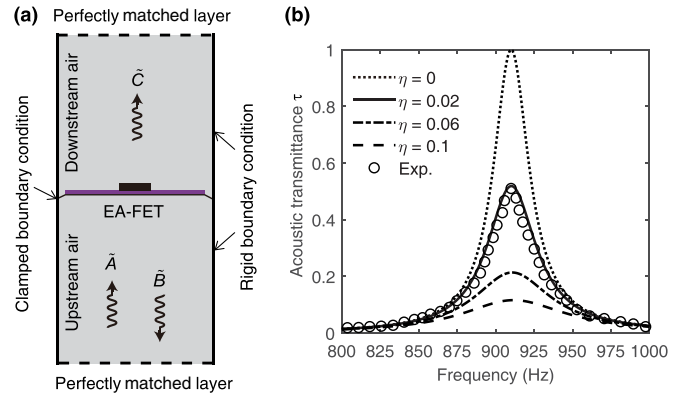 (a)
Perfectly matched layer
Downstream air
C̃
Clamped boundary condition
Rigid boundary condition
EA-FET
Upstream air
Ã
B̃
Perfectly matched layer
(b)
Acoustic transmittance τ
1
0.8
0.6
0.4
0.2
0
η = 0
η = 0.02
η = 0.06
η = 0.1
Exp.
800 825 850 875 900 925 950 975 1000
Frequency (Hz)